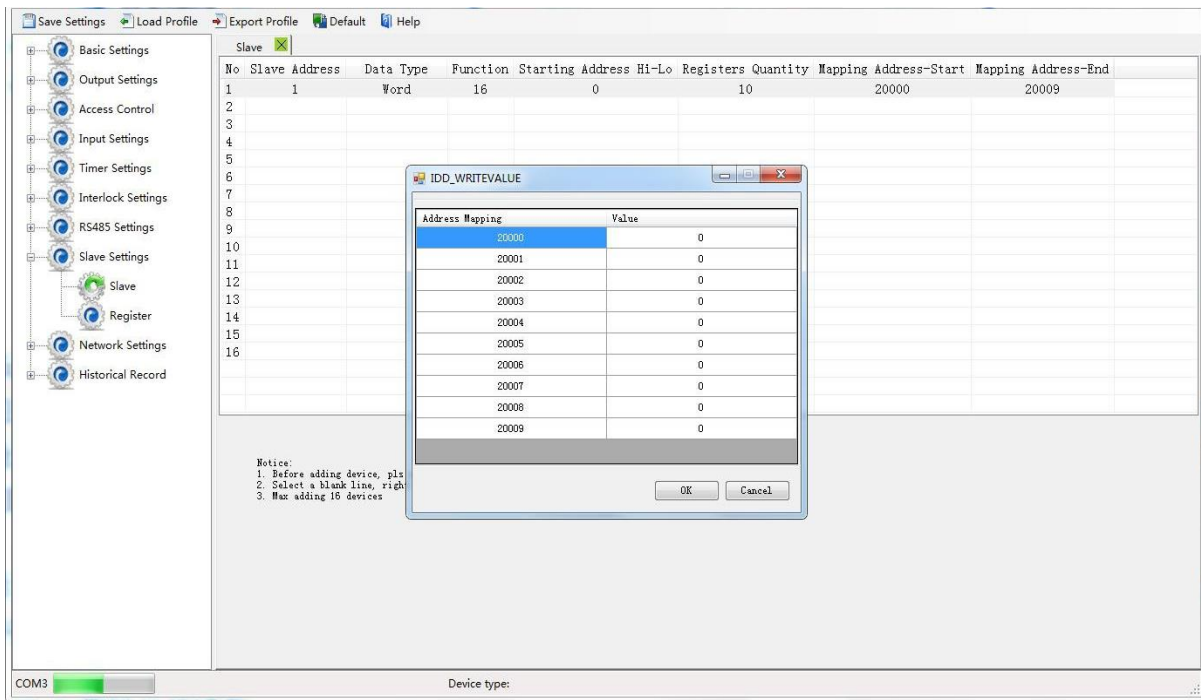 Save Settings Load Profile Export Profile Default Help
Basic Settings
Output Settings
Access Control
Input Settings
Timer Settings
Interlock Settings
RS485 Settings
Slave Settings
Slave
Register
Network Settings
Historical Record
Slave
No Slave Address Data Type Function Starting Address Hi-Lo Registers Quantity Mapping Address-Start Mapping Address-End
1 1 Word 16 0 10 20000 20009
2
3
4
5
6
7
8
9
10
11
12
13
14
15
16
IDD_WRITEVALUE
Address Mapping Value
20000 0
20001 0
20002 0
20003 0
20004 0
20005 0
20006 0
20007 0
20008 0
20009 0
OK Cancel
Notice:
1. Before adding device, pls
2. Select a blank line, righ
3. Max adding 16 devices
COM3 Device type: